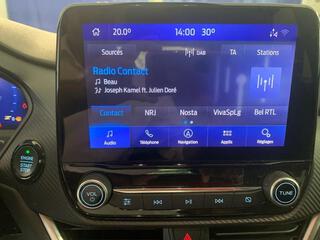 20.0° 14:00 30°
Sources DAB TA Stations
Radio Contact
Beau
Joseph Kamel ft. Julien Doré
Contact NRJ Nosta VivaSpLg Bel RTL
Audio Téléphone Navigation Applis Réglages
ENGINE
START
STOP
VOL TUNE